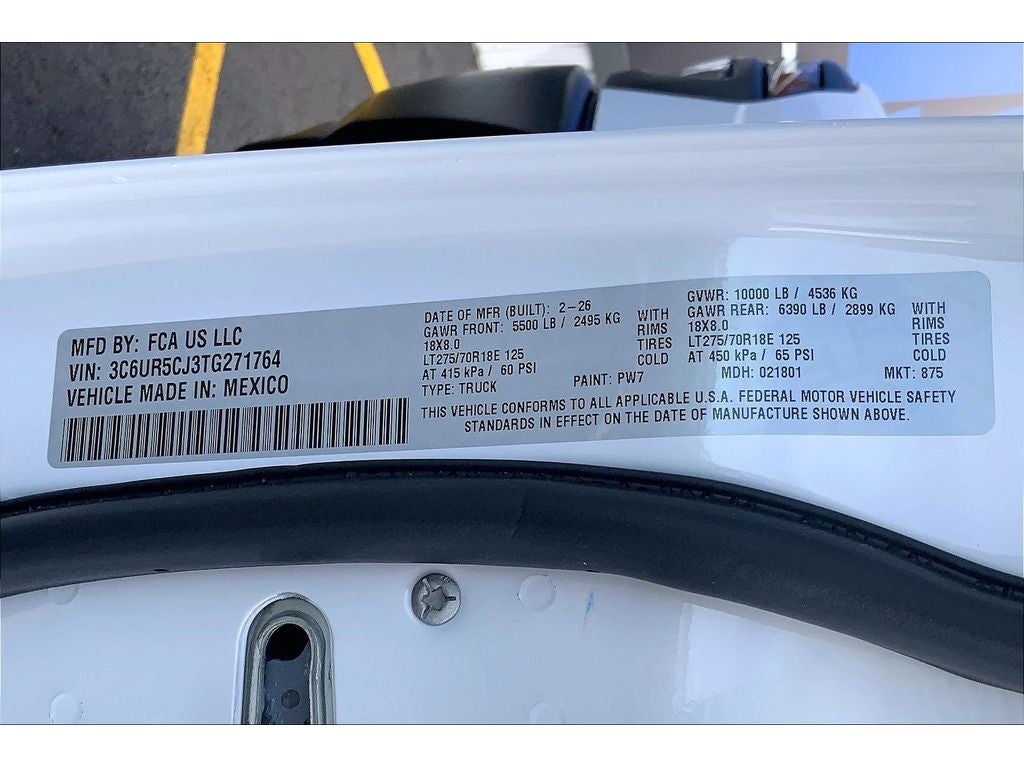 MFD BY: FCA US LLC
VIN: 3C6UR5CJ3TG271764
VEHICLE MADE IN: MEXICO
DATE OF MFR (BUILT): 2-26
GAWR FRONT: 5500 LB / 2495 KG WITH
18X8.0 RIMS
LT275/70R18E 125 TIRES
AT 415 kPa / 60 PSI COLD
TYPE: TRUCK PAINT: PW7
GVWR: 10000 LB / 4536 KG
GAWR REAR: 6390 LB / 2899 KG WITH
18X8.0 RIMS
LT275/70R18E 125 TIRES
AT 450 kPa / 65 PSI COLD
MDH: 021801 MKT: 875
THIS VEHICLE CONFORMS TO ALL APPLICABLE U.S.A. FEDERAL MOTOR VEHICLE SAFETY
STANDARDS IN EFFECT ON THE DATE OF MANUFACTURE SHOWN ABOVE.